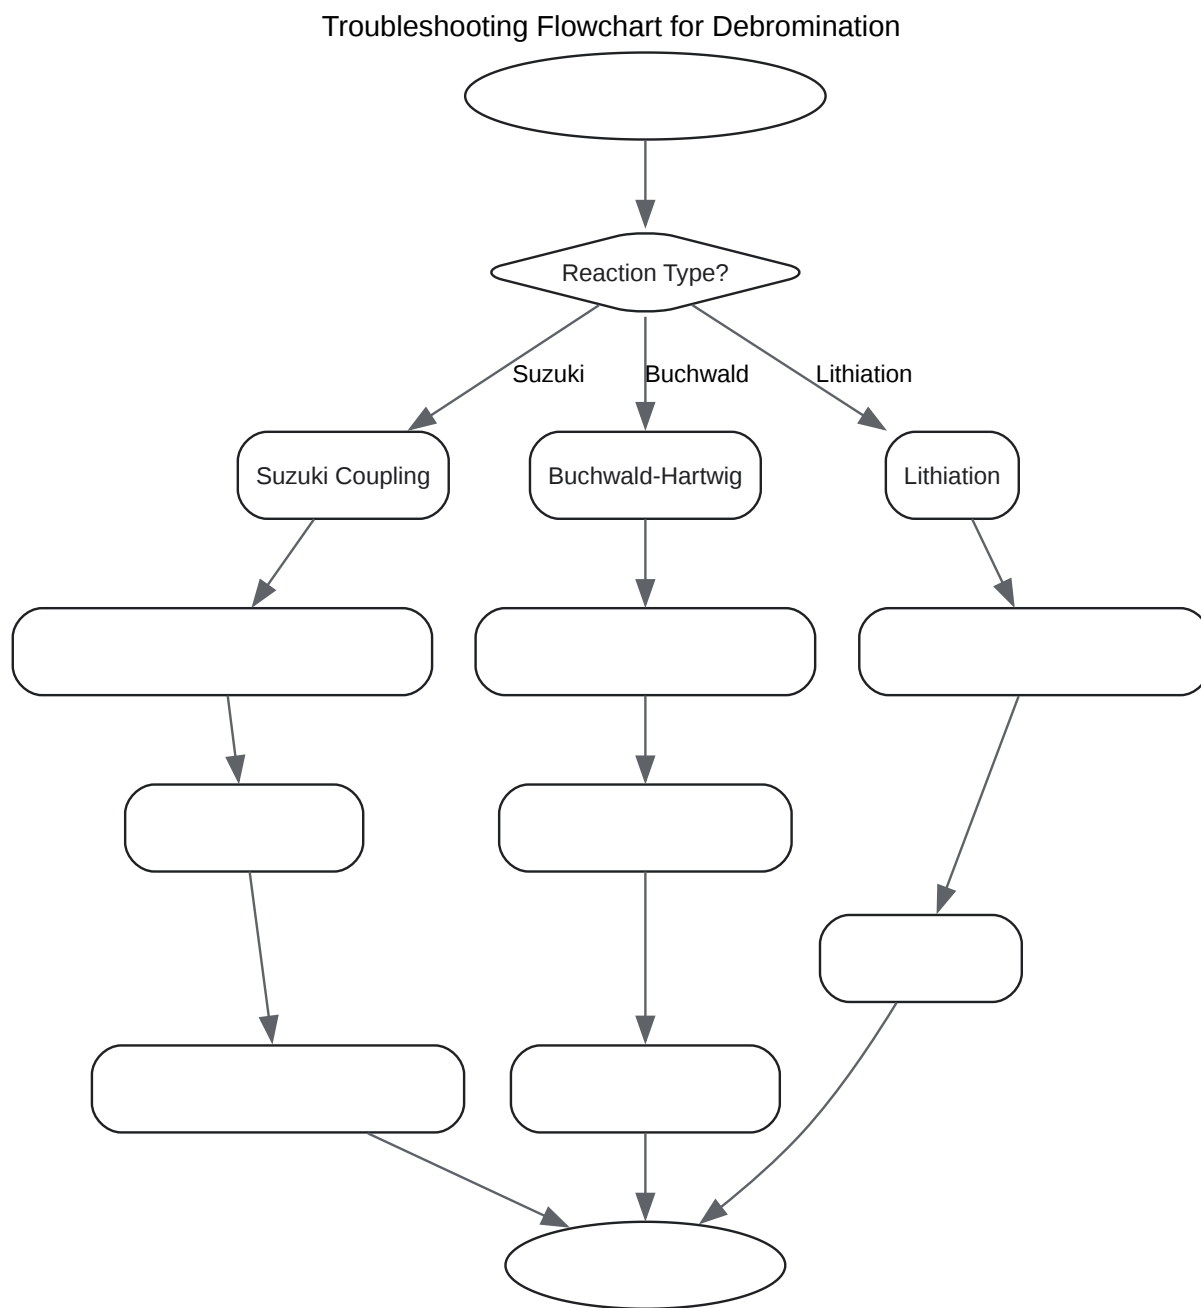 Troubleshooting Flowchart for Debromination
Reaction Type?
Suzuki
Buchwald
Lithiation
Suzuki Coupling
Buchwald-Hartwig
Lithiation